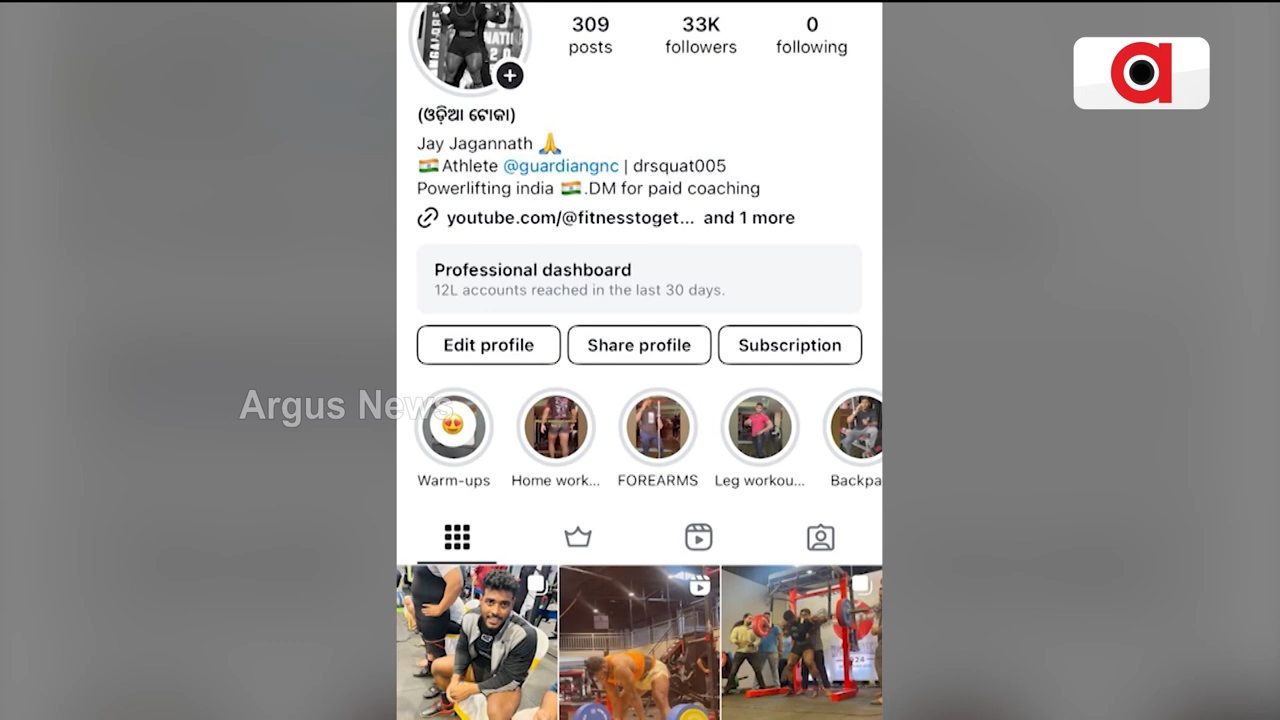 309 33K 0
posts followers following
(ଓଡ଼ିଆ ଟୋକା)
Jay Jagannath 🙏
🇮🇳Athlete @guardiangnc | drsquat005
Powerlifting india 🇮🇳.DM for paid coaching
youtube.com/@fitnesstoget... and 1 more
Professional dashboard
12L accounts reached in the last 30 days.
Edit profile Share profile Subscription
Argus News
Warm-ups Home work... FOREARMS Leg workou... Backpa